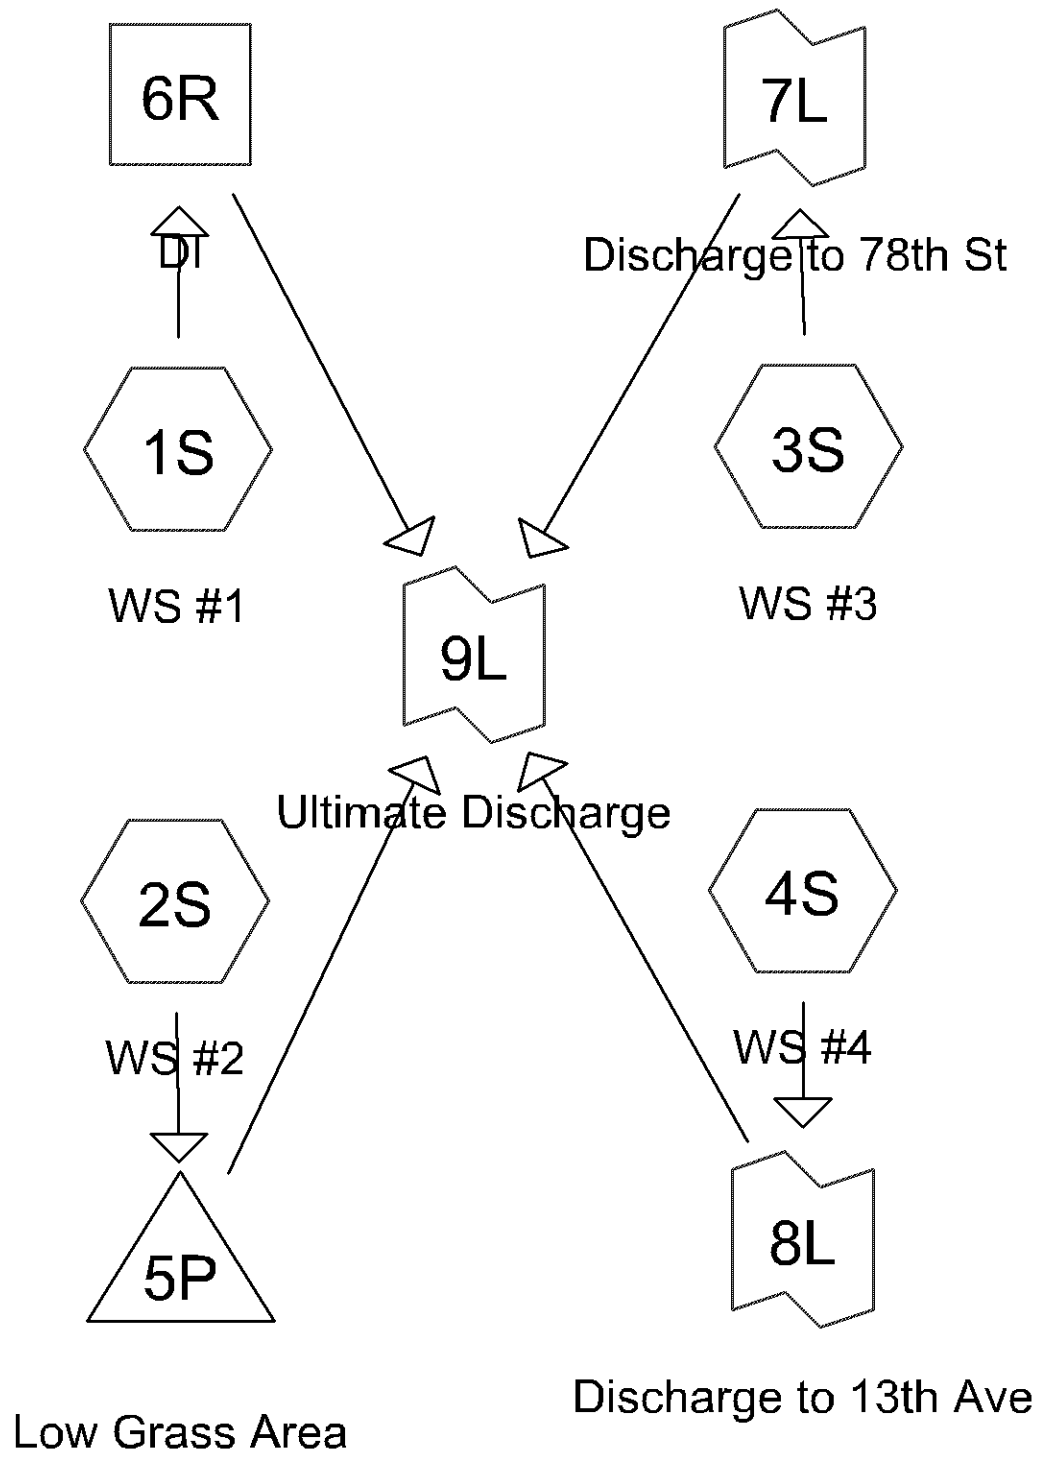 6R
7L
DI
Discharge to 78th St
1S
3S
WS #1
WS #3
9L
Ultimate Discharge
2S
4S
WS #2
WS #4
5P
8L
Discharge to 13th Ave
Low Grass Area